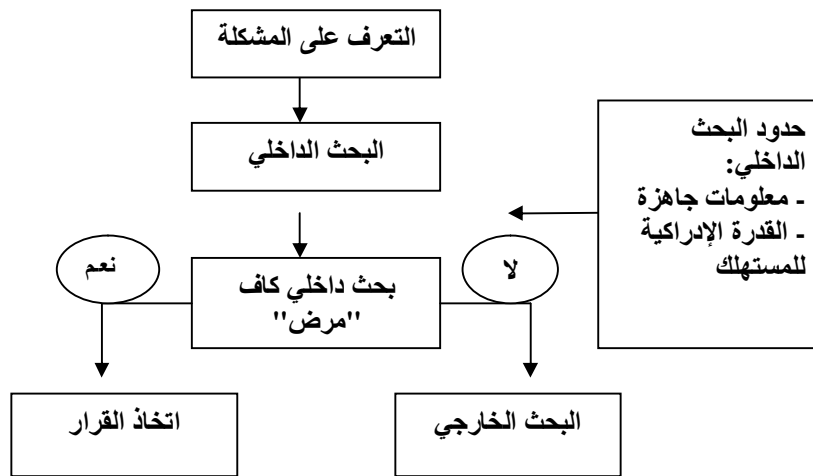 التعرف على المشكلة
البحث الداخلي
حدود البحث
الداخلي:
- معلومات جاهزة
- القدرة الإدراكية
للمستهلك
نعم
لا
بحث داخلي كاف
"مرض"
اتخاذ القرار
البحث الخارجي